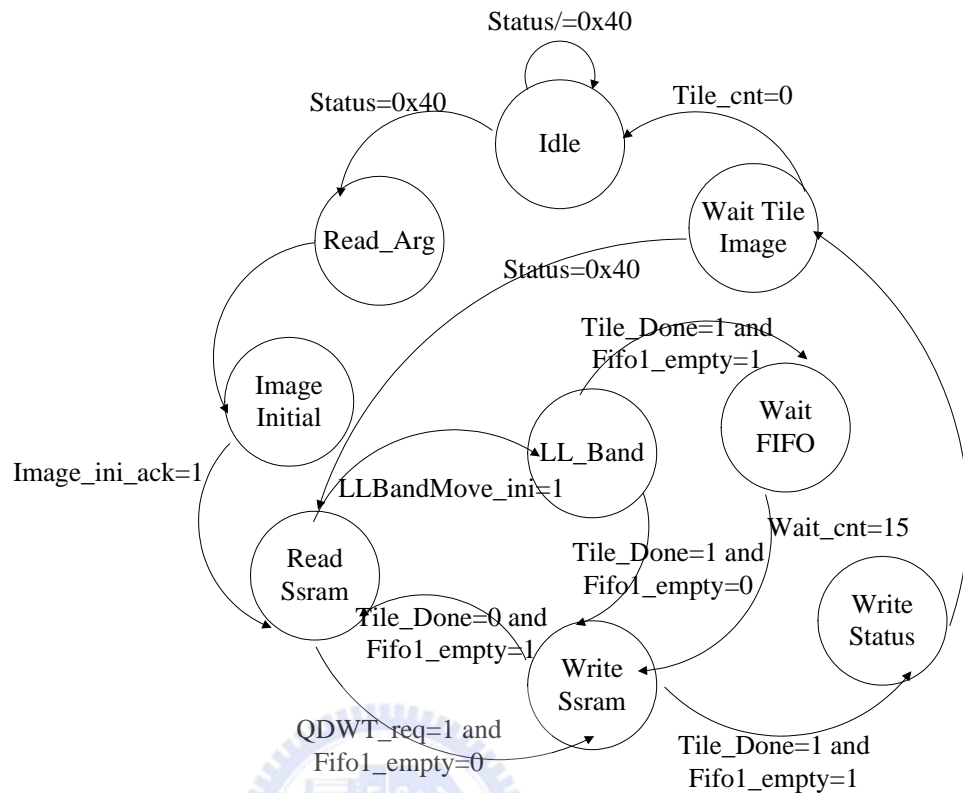 Status/=0x40
Status=0x40
Tile_cnt=0
Idle
Read_Arg
Wait Tile
Image
Status=0x40
Tile_Done=1 and
Fifo1_empty=1
Image
Initial
Wait
FIFO
LL_Band
Image_ini_ack=1
LLBandMove_ini=1
Wait_cnt=15
Read
Ssram
Tile_Done=1 and
Fifo1_empty=0
Write
Status
Tile_Done=0 and
Fifo1_empty=1
Write
Ssram
QDWT_req=1 and
Fifo1_empty=0
Tile_Done=1 and
Fifo1_empty=1